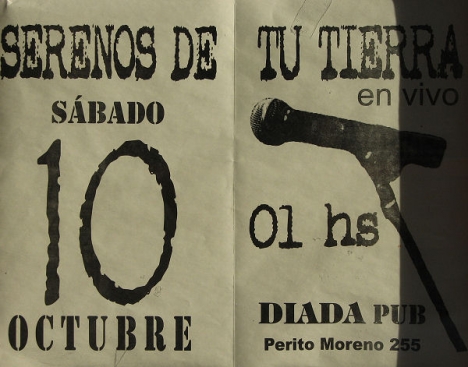 SERENOS DE TU TIERRA
en vivo
SÁBADO
10
OCTUBRE
01 hs
DIADA PUB
Perito Moreno 255